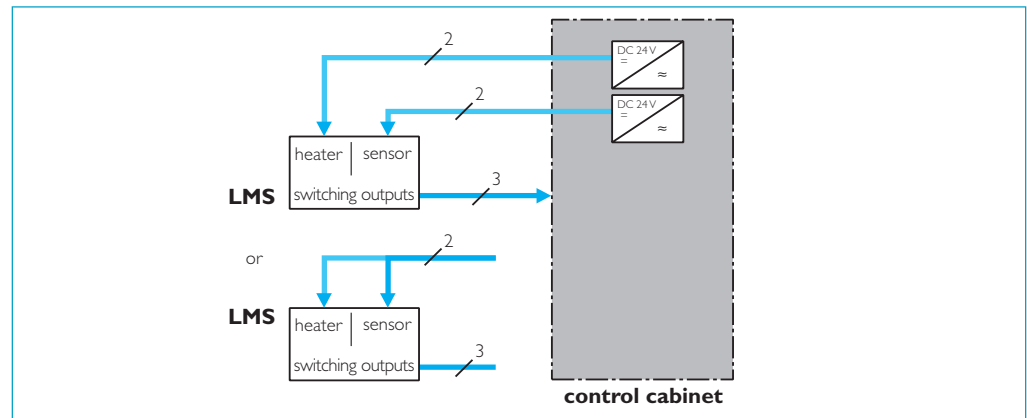 2
DC 24 V
=
≈
2
DC 24 V
=
≈
heater sensor
LMS
switching outputs
3
or
2
LMS
heater sensor
switching outputs
3
control cabinet